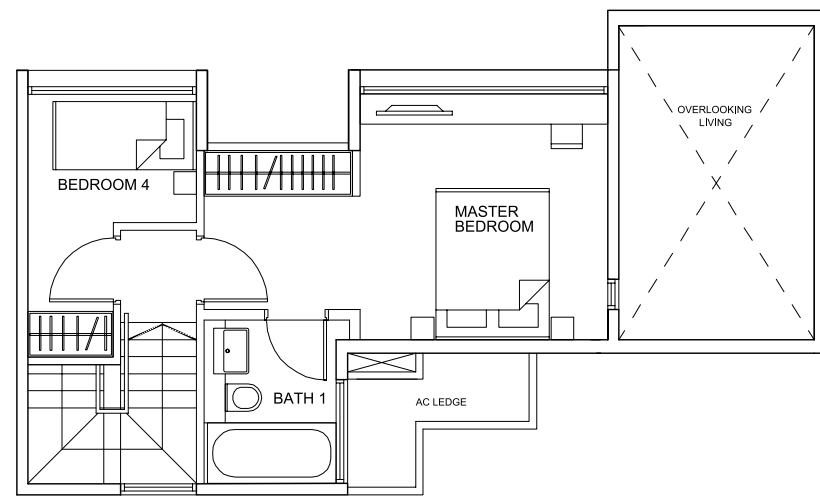 OVERLOOKING
LIVING
BEDROOM 4
MASTER
BEDROOM
BATH 1
AC LEDGE